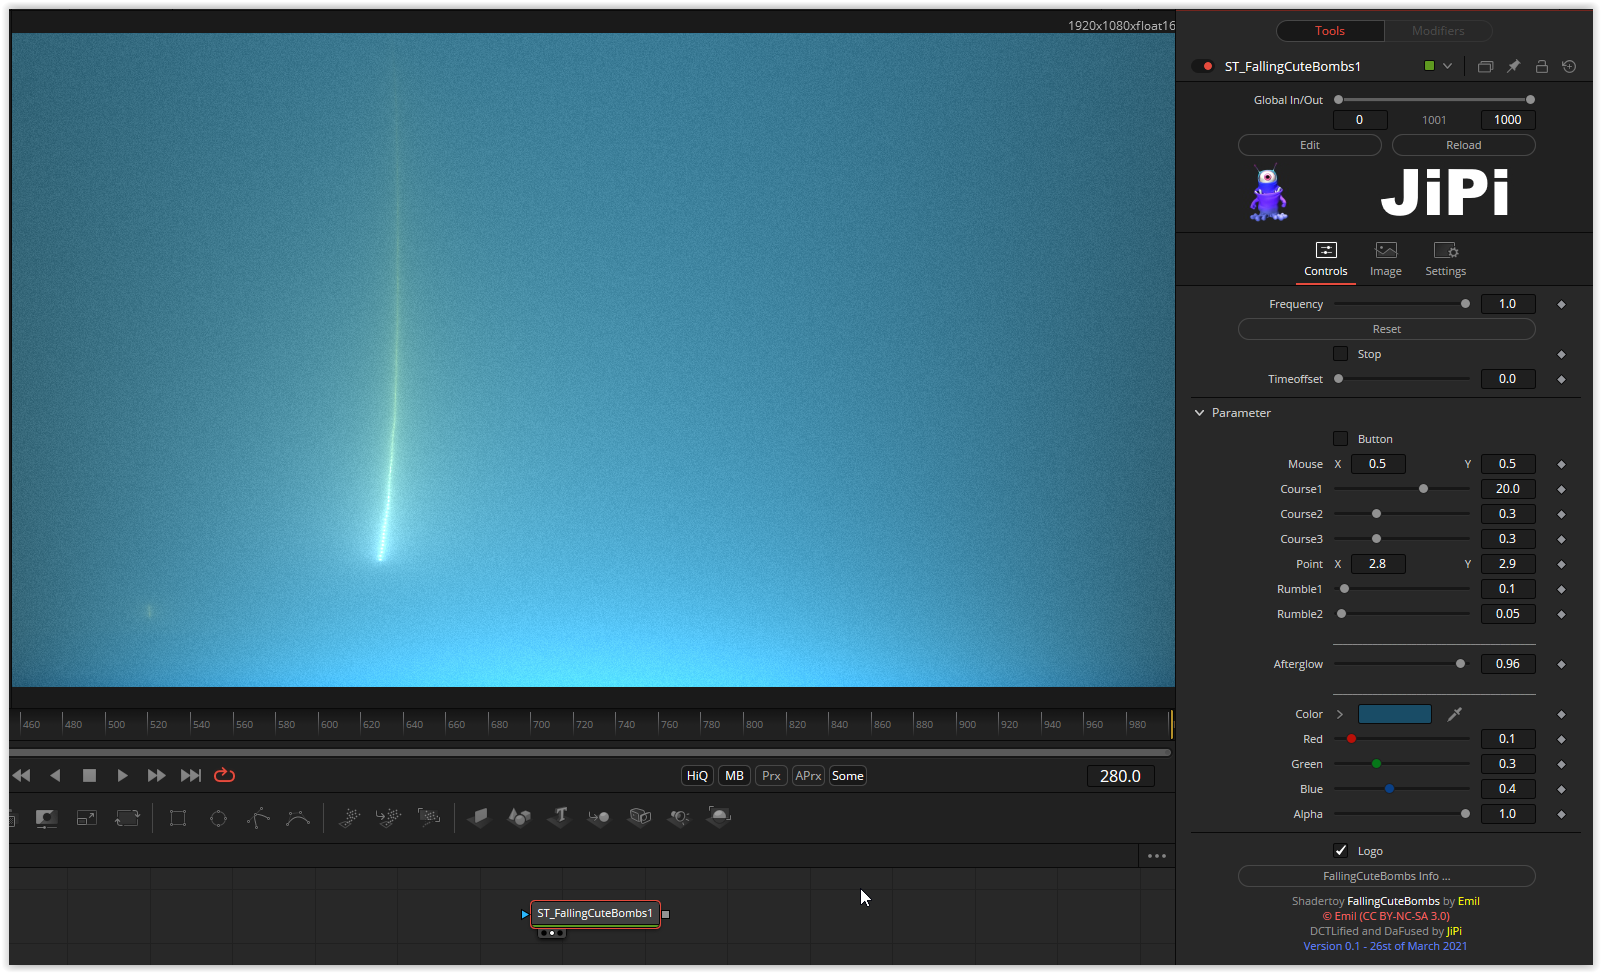 1920x1080xfloat16
Tools
Modifiers
ST_FallingCuteBombs1
Global In/Out
0 1001 1000
Edit Reload
JiPi
Controls Image Settings
Frequency 1.0
Reset
Stop
Timeoffset 0.0
Parameter
Button
Mouse X 0.5 Y 0.5
Course1 20.0
Course2 0.3
Course3 0.3
Point X 2.8 Y 2.9
Rumble1 0.1
Rumble2 0.05
Afterglow 0.96
Color
Red 0.1
Green 0.3
Blue 0.4
Alpha 1.0
Logo
FallingCuteBombs Info ...
Shadertoy FallingCuteBombs by Emil
© Emil (CC BY-NC-SA 3.0)
DCTLified and DaFused by JiPi
Version 0.1 - 26st of March 2021
460 480 500 520 540 560 580 600 620 640 660 680 700 720 740 760 780 800 820 840 860 880 900 920 940 960 980
HiQ MB Prx APrx Some 280.0
ST_FallingCuteBombs1